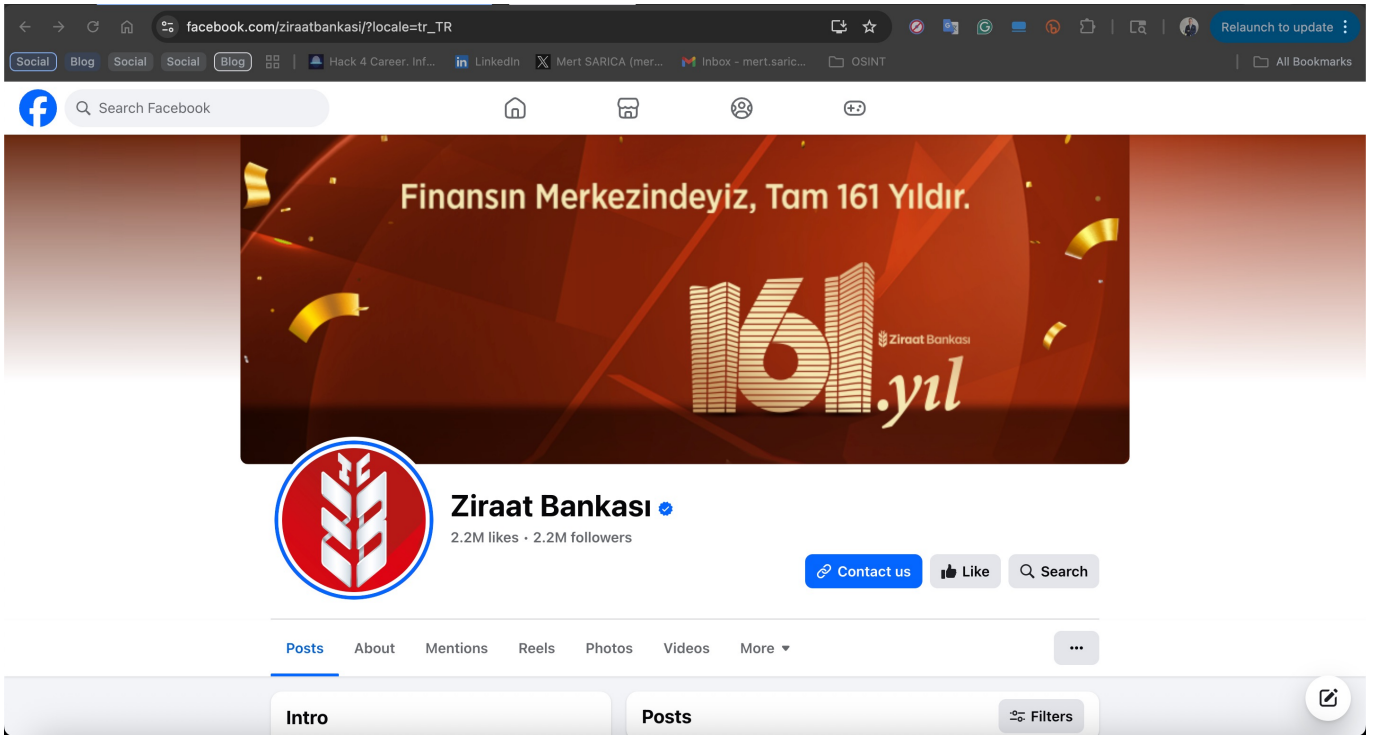 facebook.com/ziraatbankasi/?locale=tr_TR
Relaunch to update
Social Blog Social Social Blog Hack 4 Career. Inf... LinkedIn Mert SARICA (mer... Inbox - mert.saric... OSINT All Bookmarks
Search Facebook
Finansın Merkezindeyiz, Tam 161 Yıldır.
161
Ziraat Bankası
.yıl
TC
Ziraat Bankası
2.2M likes · 2.2M followers
Contact us Like Search
Posts About Mentions Reels Photos Videos More
Intro
Posts Filters